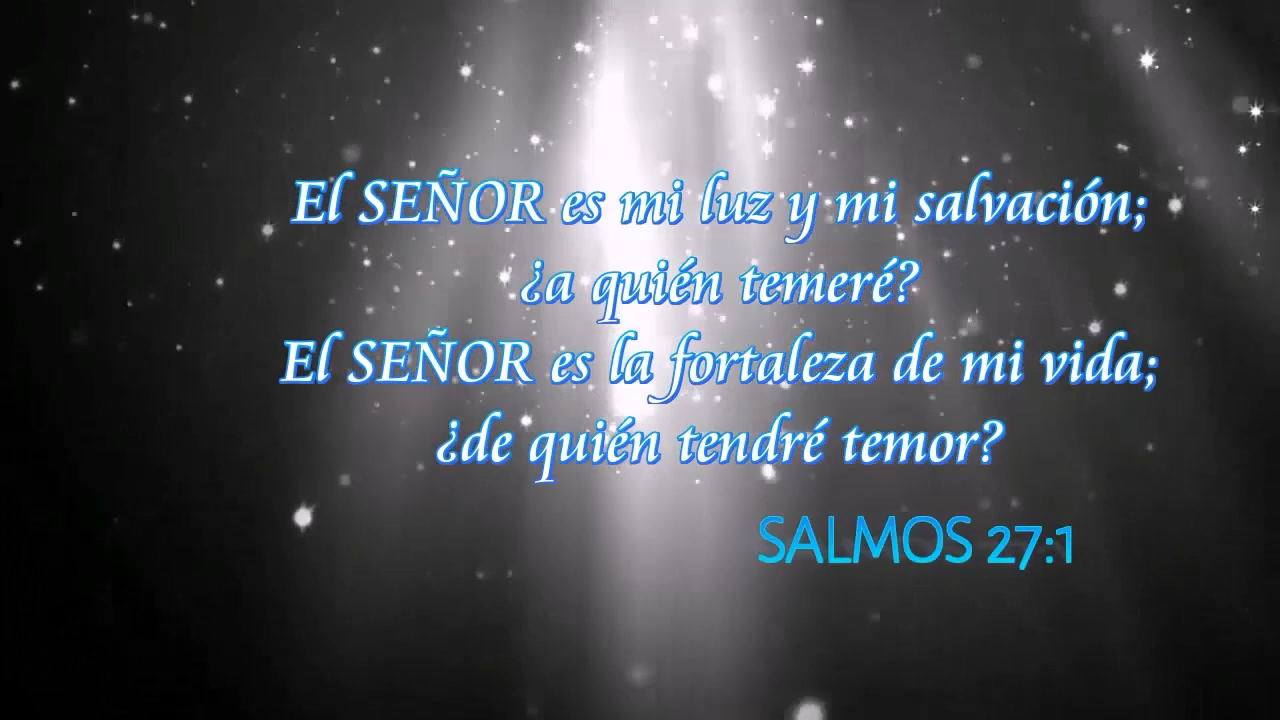 El SEÑOR es mi luz y mi salvación;
¿a quién temeré?
El SEÑOR es la fortaleza de mi vida;
¿de quién tendré temor?
SALMOS 27:1